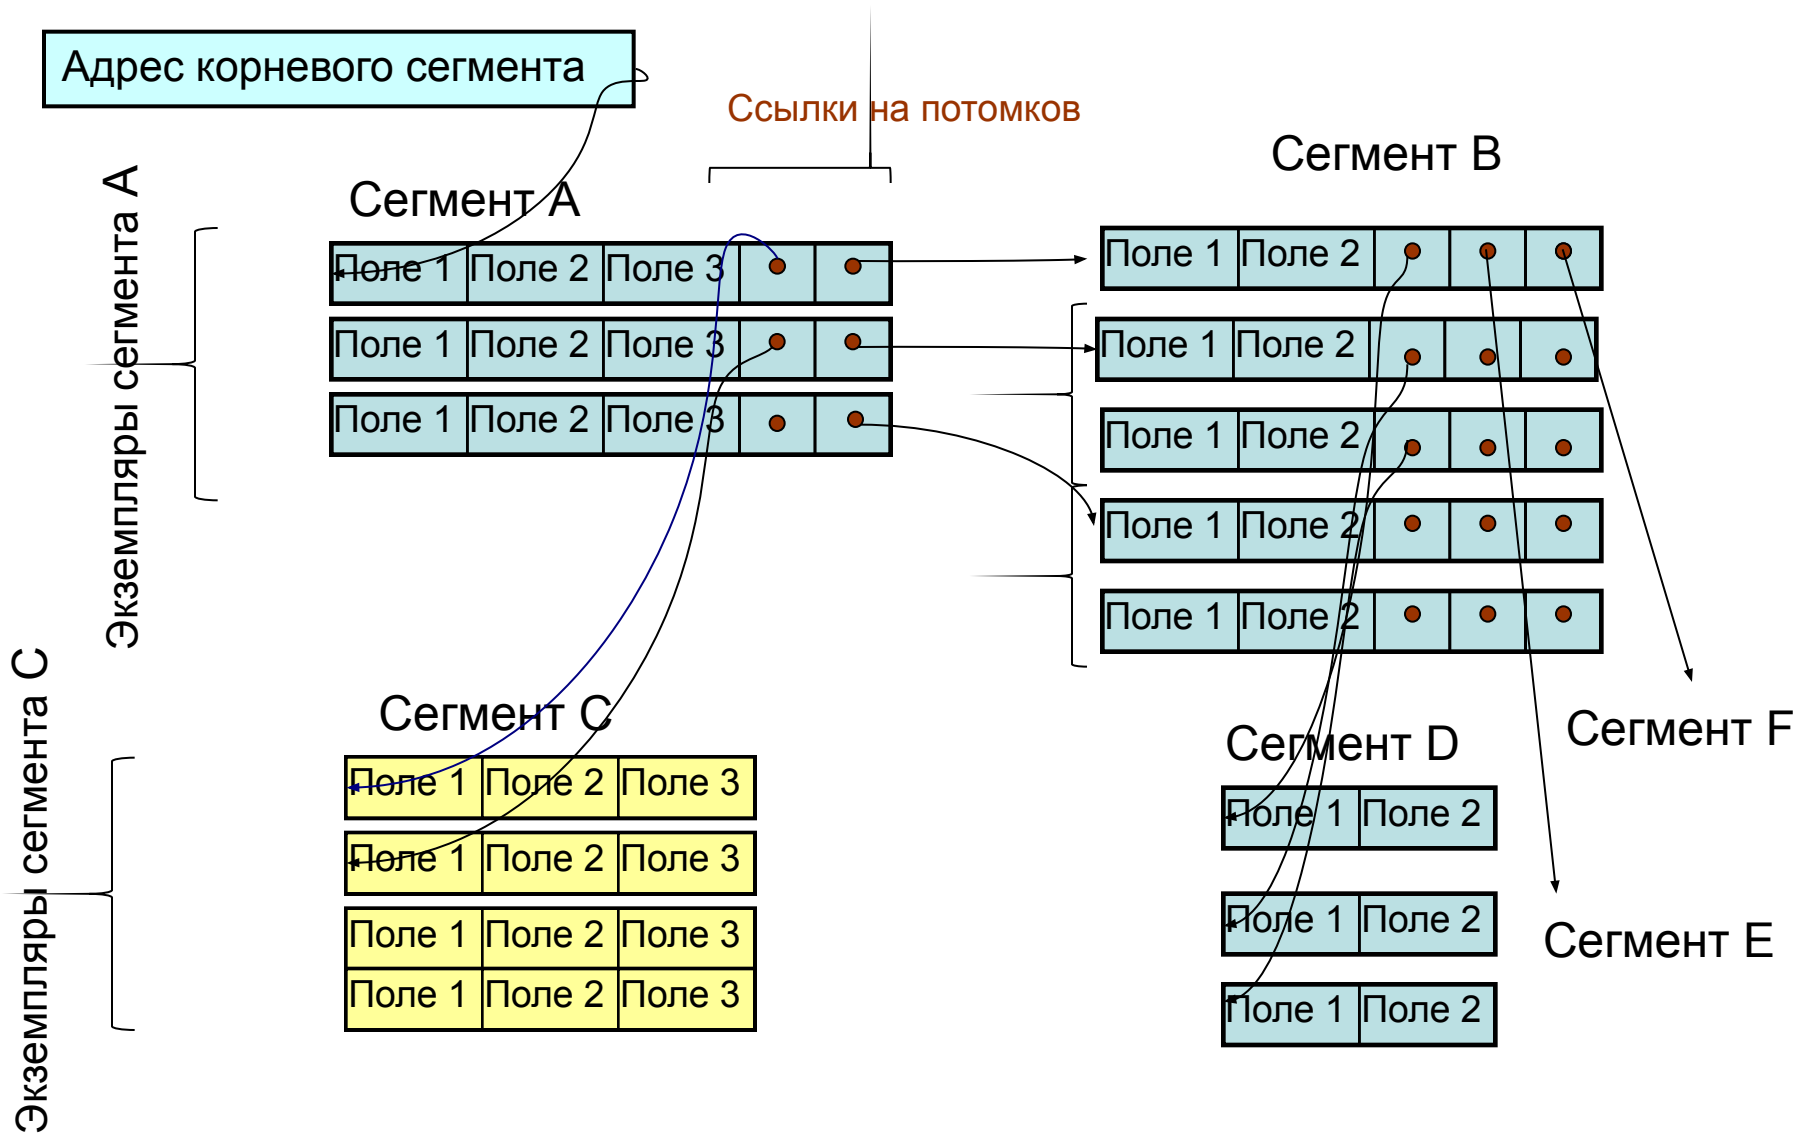 Адрес корневого сегмента
Ссылки на потомков
Экземпляры сегмента А
Сегмент А
Поле 1 Поле 2 Поле 3
Поле 1 Поле 2 Поле 3
Поле 1 Поле 2 Поле 3
Сегмент В
Поле 1 Поле 2
Поле 1 Поле 2
Поле 1 Поле 2
Поле 1 Поле 2
Поле 1 Поле 2
Экземпляры сегмента С
Сегмент С
Поле 1 Поле 2 Поле 3
Поле 1 Поле 2 Поле 3
Поле 1 Поле 2 Поле 3
Поле 1 Поле 2 Поле 3
Сегмент D
Поле 1 Поле 2
Поле 1 Поле 2
Поле 1 Поле 2
Сегмент F
Сегмент E